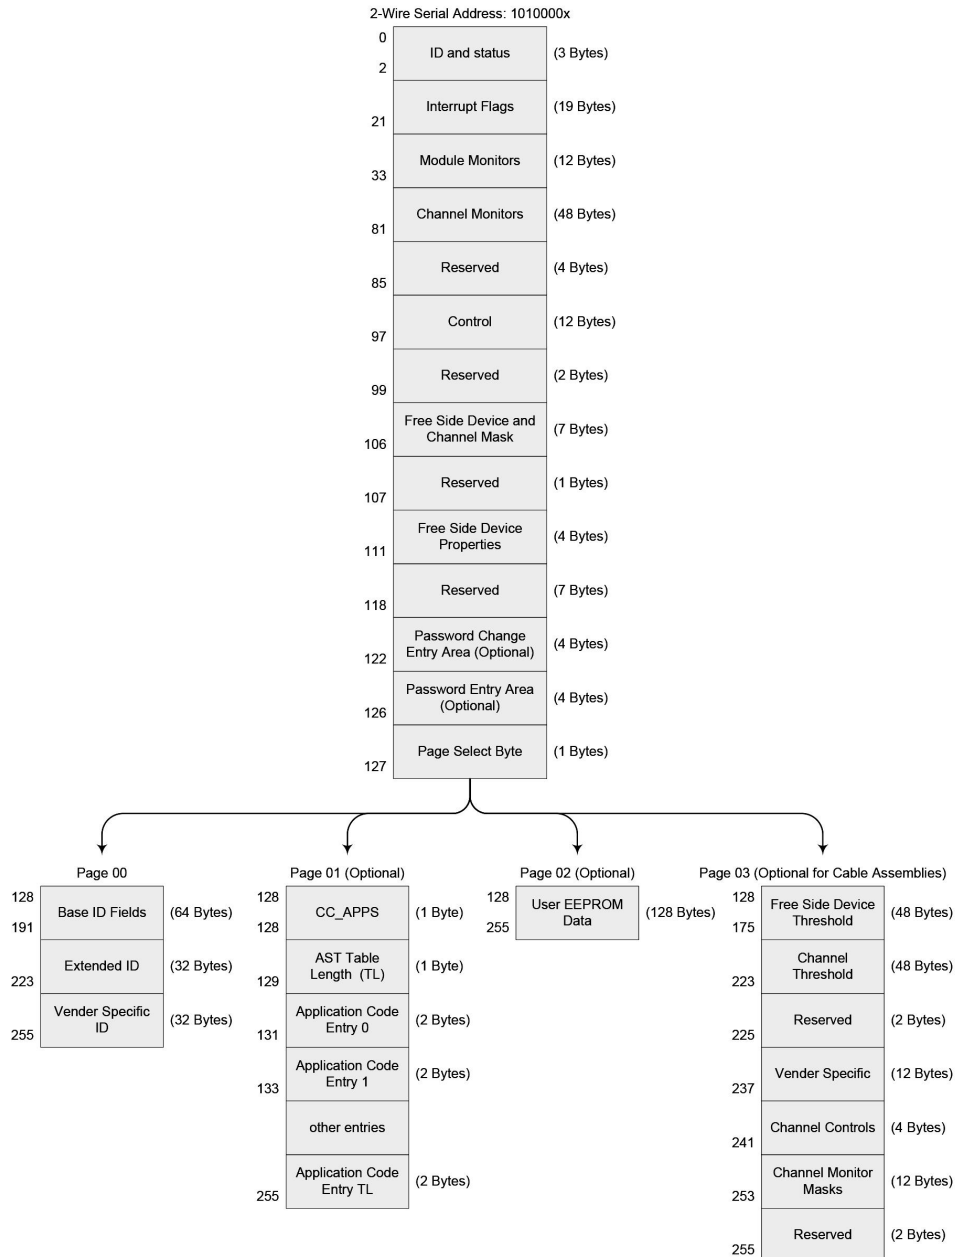 2-Wire Serial Address: 1010000x
0
ID and status
(3 Bytes)
2
Interrupt Flags
(19 Bytes)
21
Module Monitors
(12 Bytes)
33
Channel Monitors
(48 Bytes)
81
Reserved
(4 Bytes)
85
Control
(12 Bytes)
97
Reserved
(2 Bytes)
99
Free Side Device and
Channel Mask
(7 Bytes)
106
Reserved
(1 Bytes)
107
Free Side Device
Properties
(4 Bytes)
111
Reserved
(7 Bytes)
118
Password Change
Entry Area (Optional)
(4 Bytes)
122
Password Entry Area
(Optional)
(4 Bytes)
126
Page Select Byte
(1 Bytes)
127
Page 00
128
Base ID Fields
(64 Bytes)
191
Extended ID
(32 Bytes)
223
Vender Specific
ID
(32 Bytes)
255
Page 01 (Optional)
128
CC_APPS
(1 Byte)
128
AST Table
Length (TL)
(1 Byte)
129
Application Code
Entry 0
(2 Bytes)
131
Application Code
Entry 1
(2 Bytes)
133
other entries
Application Code
Entry TL
(2 Bytes)
255
Page 02 (Optional)
128
User EEPROM
Data
(128 Bytes)
255
Page 03 (Optional for Cable Assemblies)
128
Free Side Device
Threshold
(48 Bytes)
175
Channel
Threshold
(48 Bytes)
223
Reserved
(2 Bytes)
225
Vender Specific
(12 Bytes)
237
Channel Controls
(4 Bytes)
241
Channel Monitor
Masks
(12 Bytes)
253
Reserved
(2 Bytes)
255